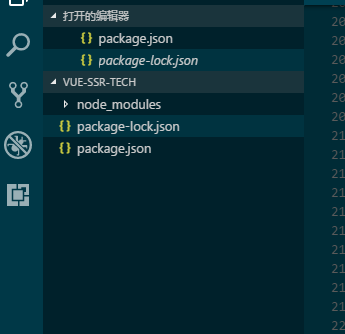 打开的编辑器
{ } package.json
{ } package-lock.json
VUE-SSR-TECH
node_modules
{ } package-lock.json
{ } package.json